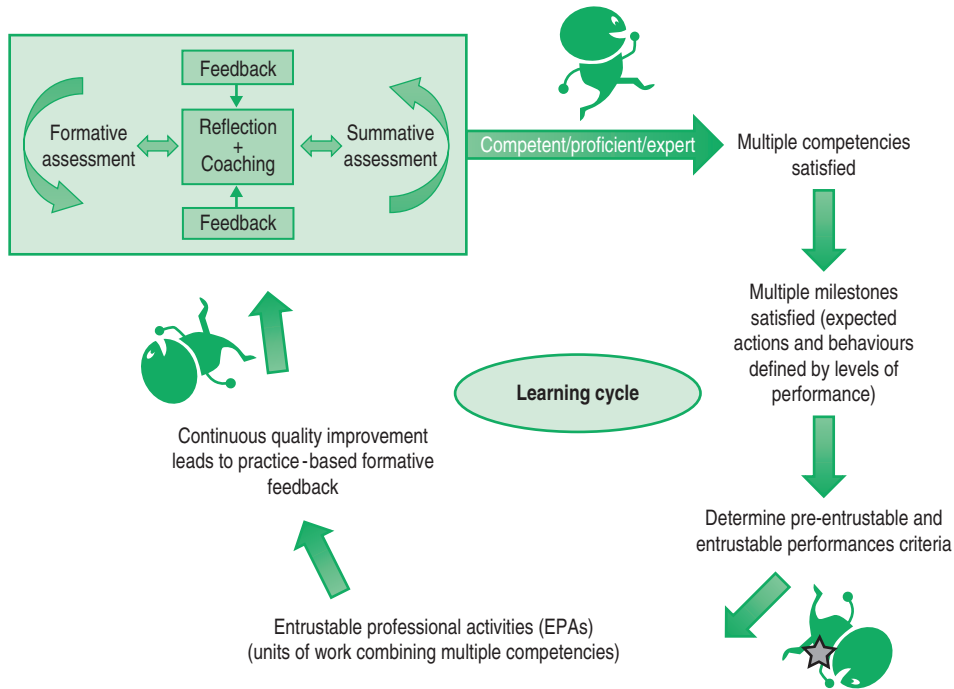 Feedback
Formative
assessment
Reflection
+
Coaching
Summative
assessment
Feedback
Competent/proficient/expert
Multiple competencies
satisfied
Multiple milestones
satisfied (expected
actions and behaviours
defined by levels of
performance)
Learning cycle
Determine pre-entrustable and
entrustable performances criteria
Entrustable professional activities (EPAs)
(units of work combining multiple competencies)
Continuous quality improvement
leads to practice-based formative
feedback